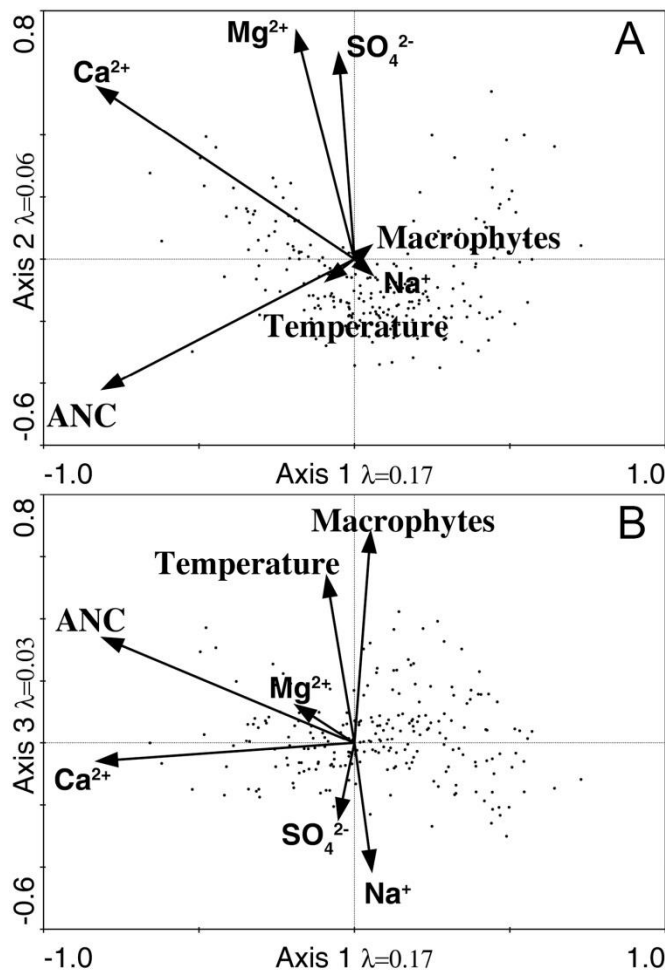 0.8
A
Mg²⁺
SO₄²⁻
Ca²⁺
Axis 2 λ=0.06
Macrophytes
Na⁺
Temperature
ANC
-0.6
-1.0
Axis 1 λ=0.17
1.0
0.8
B
Macrophytes
Temperature
ANC
Mg²⁺
Axis 3 λ=0.03
Ca²⁺
SO₄²⁻
Na⁺
-0.6
-1.0
Axis 1 λ=0.17
1.0